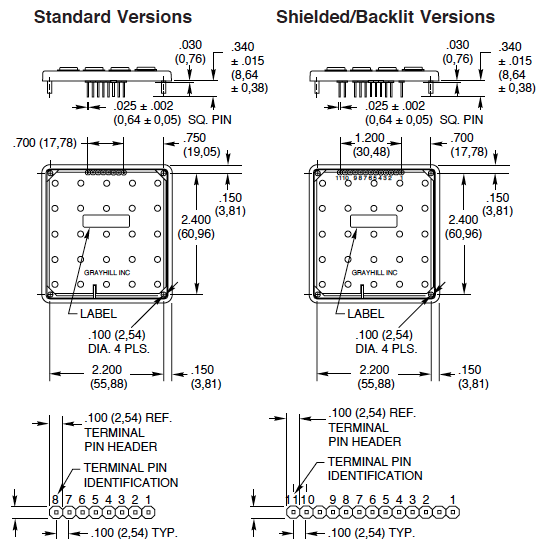 Standard Versions
.030
(0,76)
.340
± .015
(8,64
± 0,38)
.025 ± .002
(0,64 ± 0,05) SQ. PIN
.700 (17,78)
.750
(19,05)
.150
(3,81)
2.400
(60,96)
GRAYHILL INC
LABEL
.100 (2,54)
DIA. 4 PLS.
2.200
(55,88)
.150
(3,81)
.100 (2,54) REF.
TERMINAL
PIN HEADER
TERMINAL PIN
IDENTIFICATION
8 7 6 5 4 3 2 1
.100 (2,54) TYP.
Shielded/Backlit Versions
.030
(0,76)
.340
± .015
(8,64
± 0,38)
.025 ± .002
(0,64 ± 0,05) SQ. PIN
1.200
(30,48)
.700
(17,78)
1110 9 8 7 6 5 4 3 2
.150
(3,81)
2.400
(60,96)
GRAYHILL INC
LABEL
.100 (2,54)
DIA. 4 PLS.
2.200
(55,88)
.150
(3,81)
.100 (2,54) REF.
TERMINAL
PIN HEADER
TERMINAL PIN
IDENTIFICATION
11 10 9 8 7 6 5 4 3 2 1
.100 (2,54) TYP.